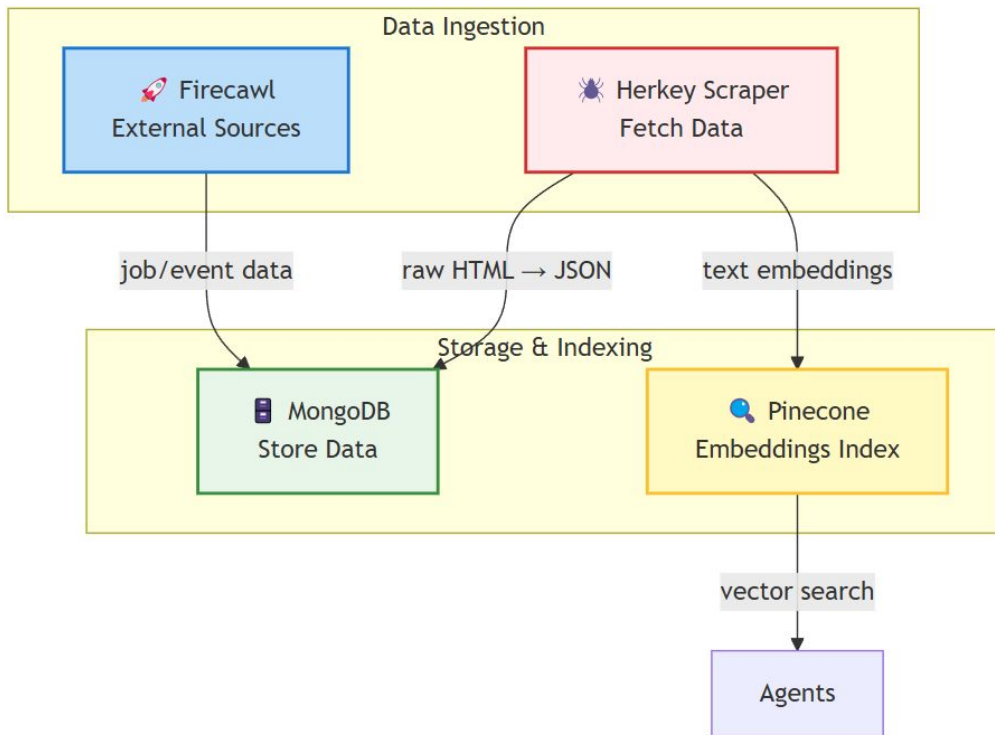 Data Ingestion
🚀 Firecawl
External Sources
🕷 Herkey Scraper
Fetch Data
job/event data
raw HTML → JSON
text embeddings
Storage & Indexing
🗄 MongoDB
Store Data
🔍 Pinecone
Embeddings Index
vector search
Agents